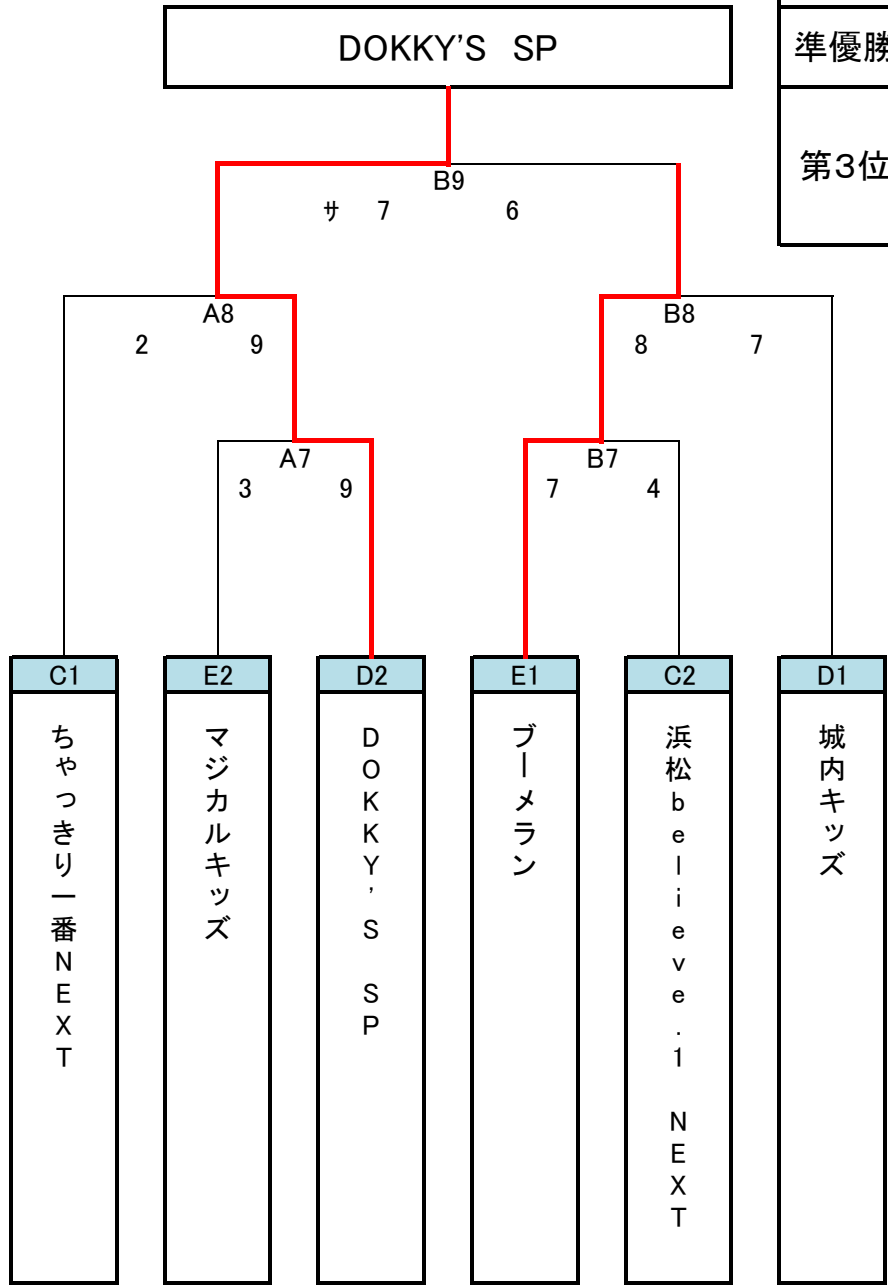 DOKKY'S SP
準優勝
第3位
B9
サ 7 6
A8
2 9
B8
8 7
A7
3 9
B7
7 4
C1
E2
D2
E1
C2
D1
ちゃっきり一番NEXT
マジカルキッズ
DOKKY'S SP
ブーメラン
浜松believe.1 NEXT
城内キッズ